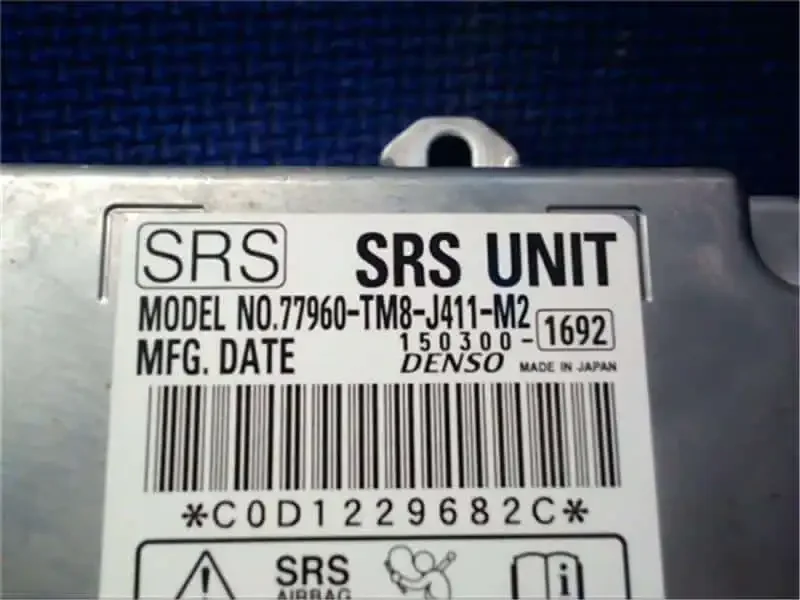 SRS SRS UNIT
MODEL NO.77960-TM8-J411-M2
150300- 1692
MFG. DATE DENSO MADE IN JAPAN
*C0D1229682C*
SRS
AIRBAG